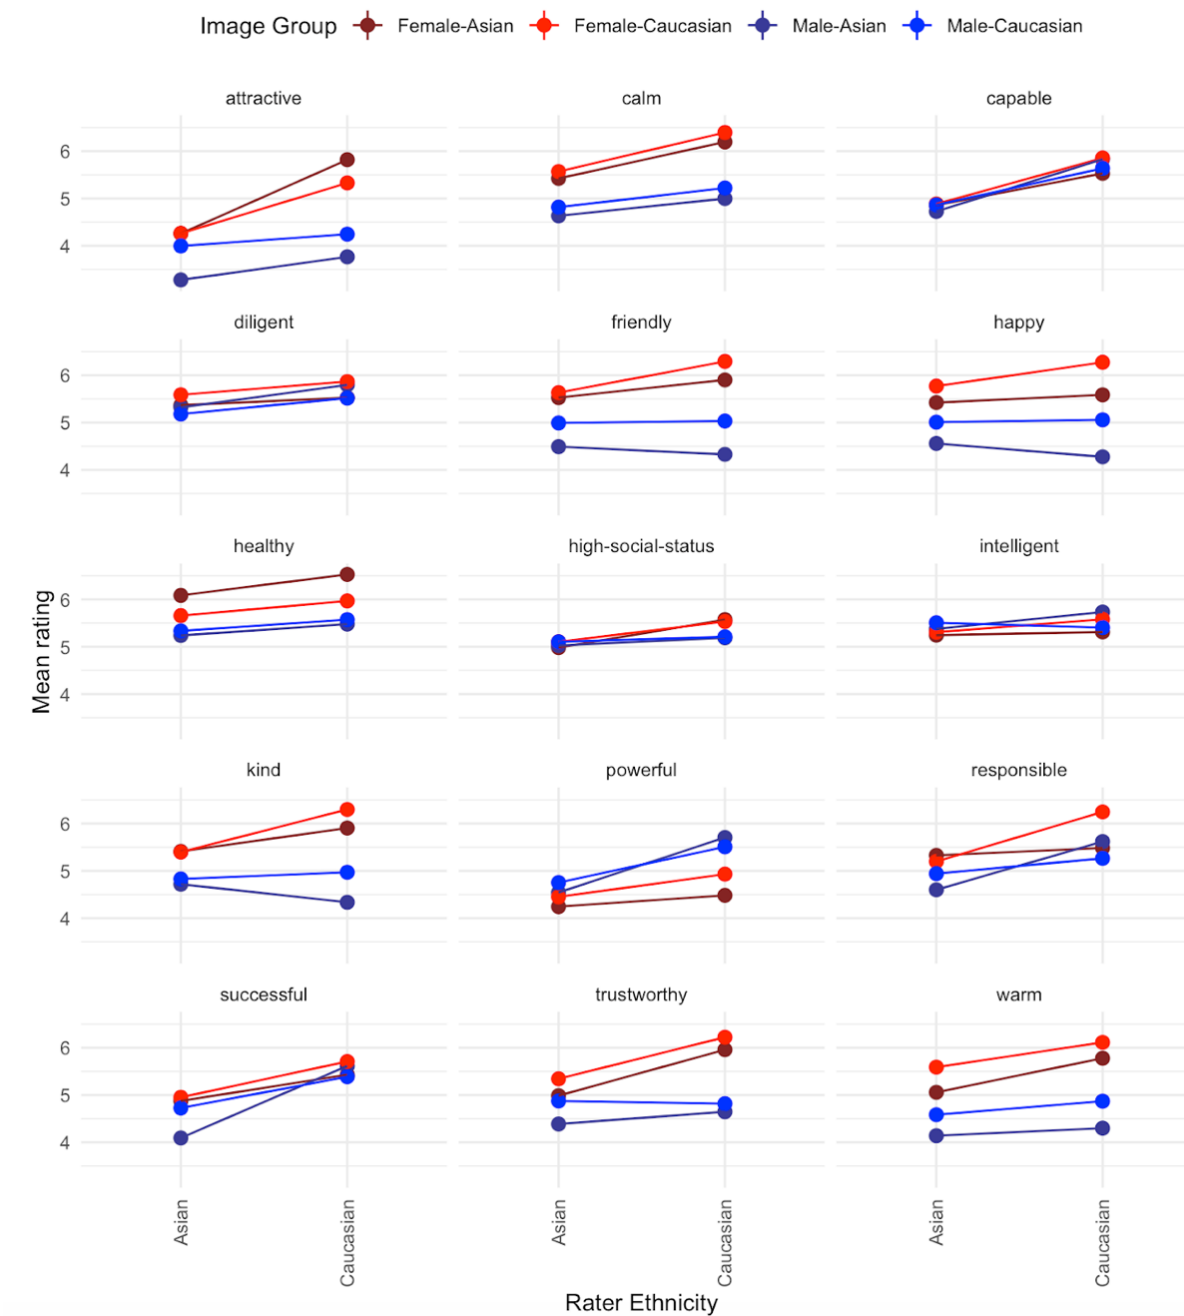 Image Group Female-Asian Female-Caucasian Male-Asian Male-Caucasian
attractive calm capable
6
5
4
diligent friendly happy
6
5
4
healthy high-social-status intelligent
6
5
4
kind powerful responsible
6
5
4
successful trustworthy warm
6
5
4
Mean rating
Asian Caucasian Asian Caucasian Asian Caucasian
Rater Ethnicity